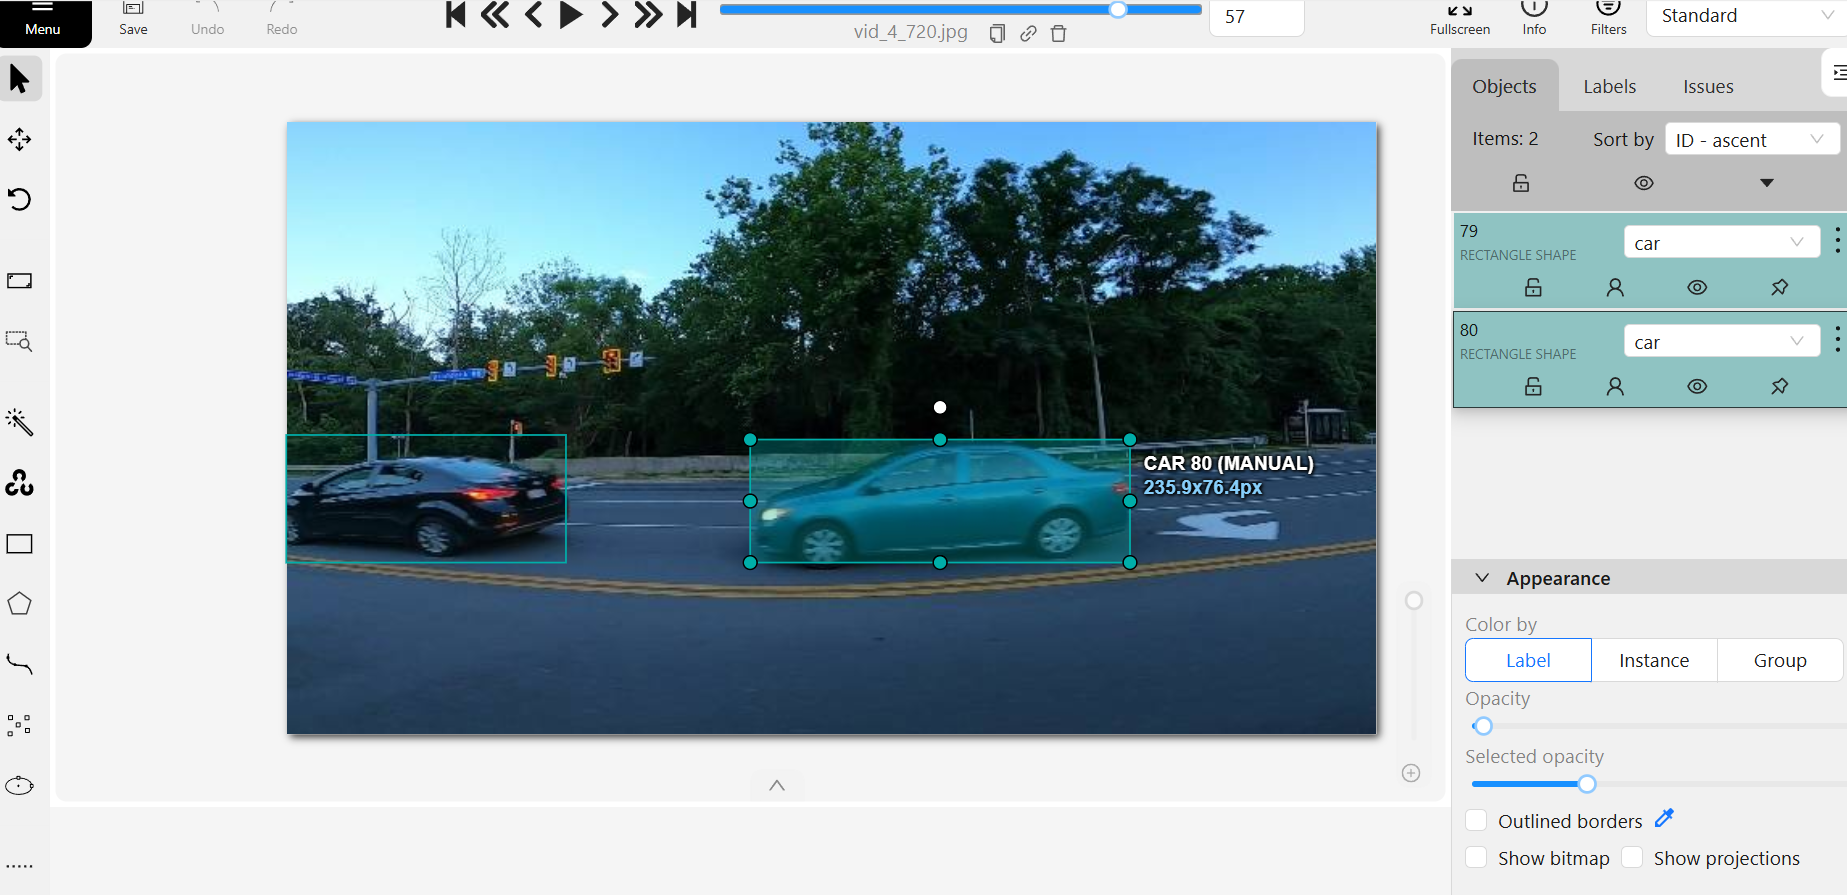 Menu
Save
Undo
Redo
vid_4_720.jpg
57
Fullscreen
Info
Filters
Standard
Objects
Labels
Issues
Items: 2
Sort by
ID - ascent
79
RECTANGLE SHAPE
car
80
RECTANGLE SHAPE
car
CAR 80 (MANUAL)
235.9x76.4px
Appearance
Color by
Label
Instance
Group
Opacity
Selected opacity
Outlined borders
Show bitmap
Show projections